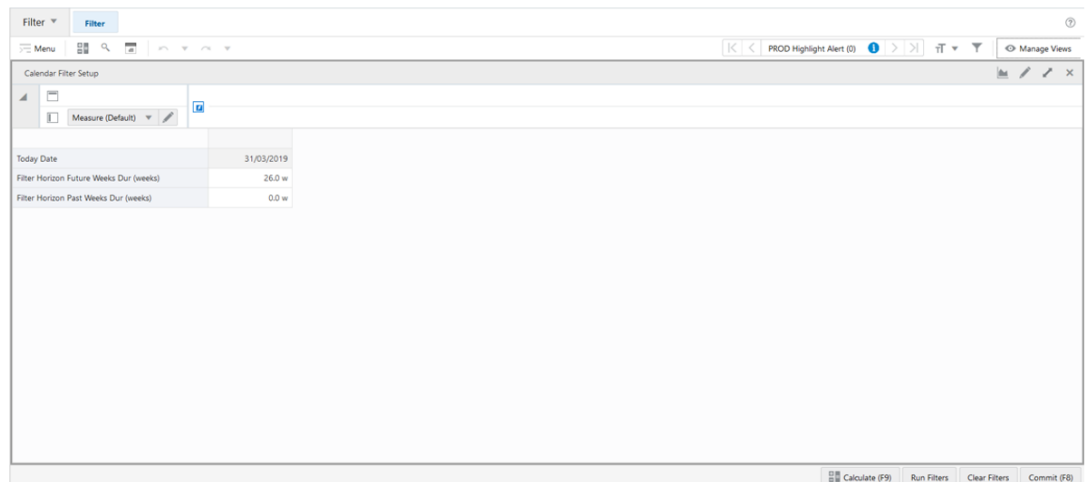 Filter Filter
Menu PROD Highlight Alert (0) Manage Views
Calendar Filter Setup
Measure (Default)
Today Date 31/03/2019
Filter Horizon Future Weeks Dur (weeks) 26.0 w
Filter Horizon Past Weeks Dur (weeks) 0.0 w
Calculate (F9) Run Filters Clear Filters Commit (F8)